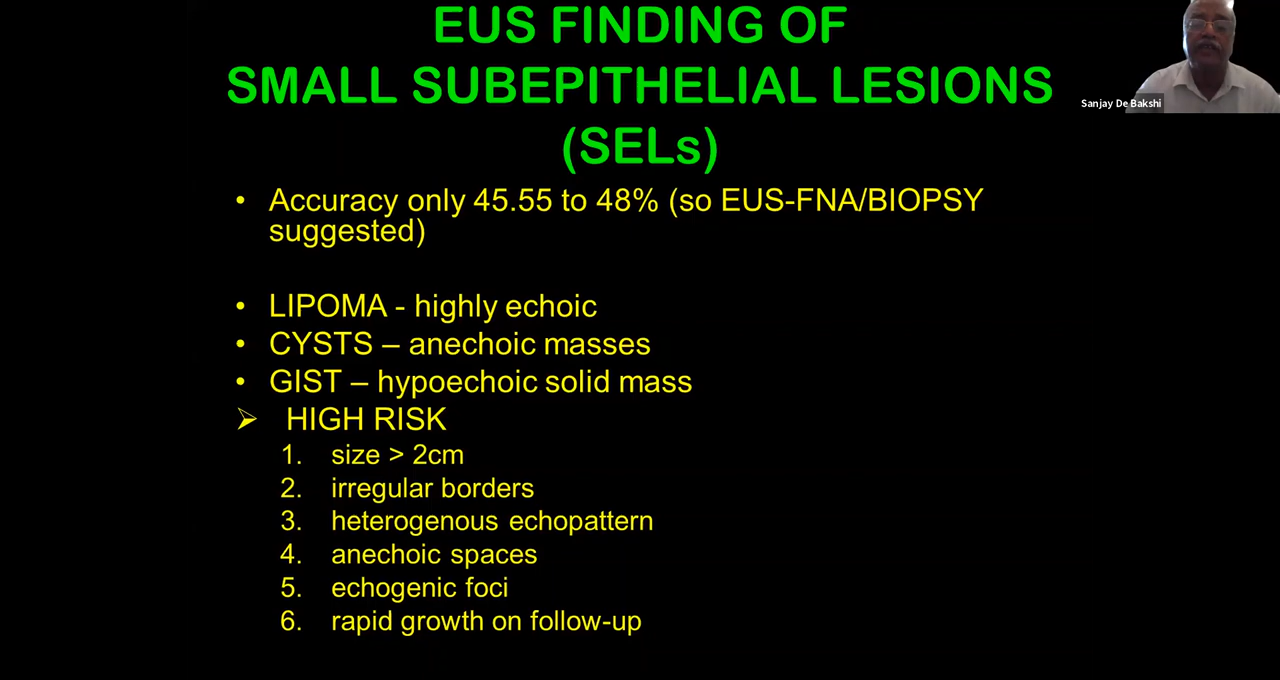 EUS FINDING OF
SMALL SUBEPITHELIAL LESIONS
(SELs)
Sanjay De Bakshi
• Accuracy only 45.55 to 48% (so EUS-FNA/BIOPSY
suggested)
• LIPOMA - highly echoic
• CYSTS – anechoic masses
• GIST – hypoechoic solid mass
➢ HIGH RISK
1. size > 2cm
2. irregular borders
3. heterogenous echopattern
4. anechoic spaces
5. echogenic foci
6. rapid growth on follow-up